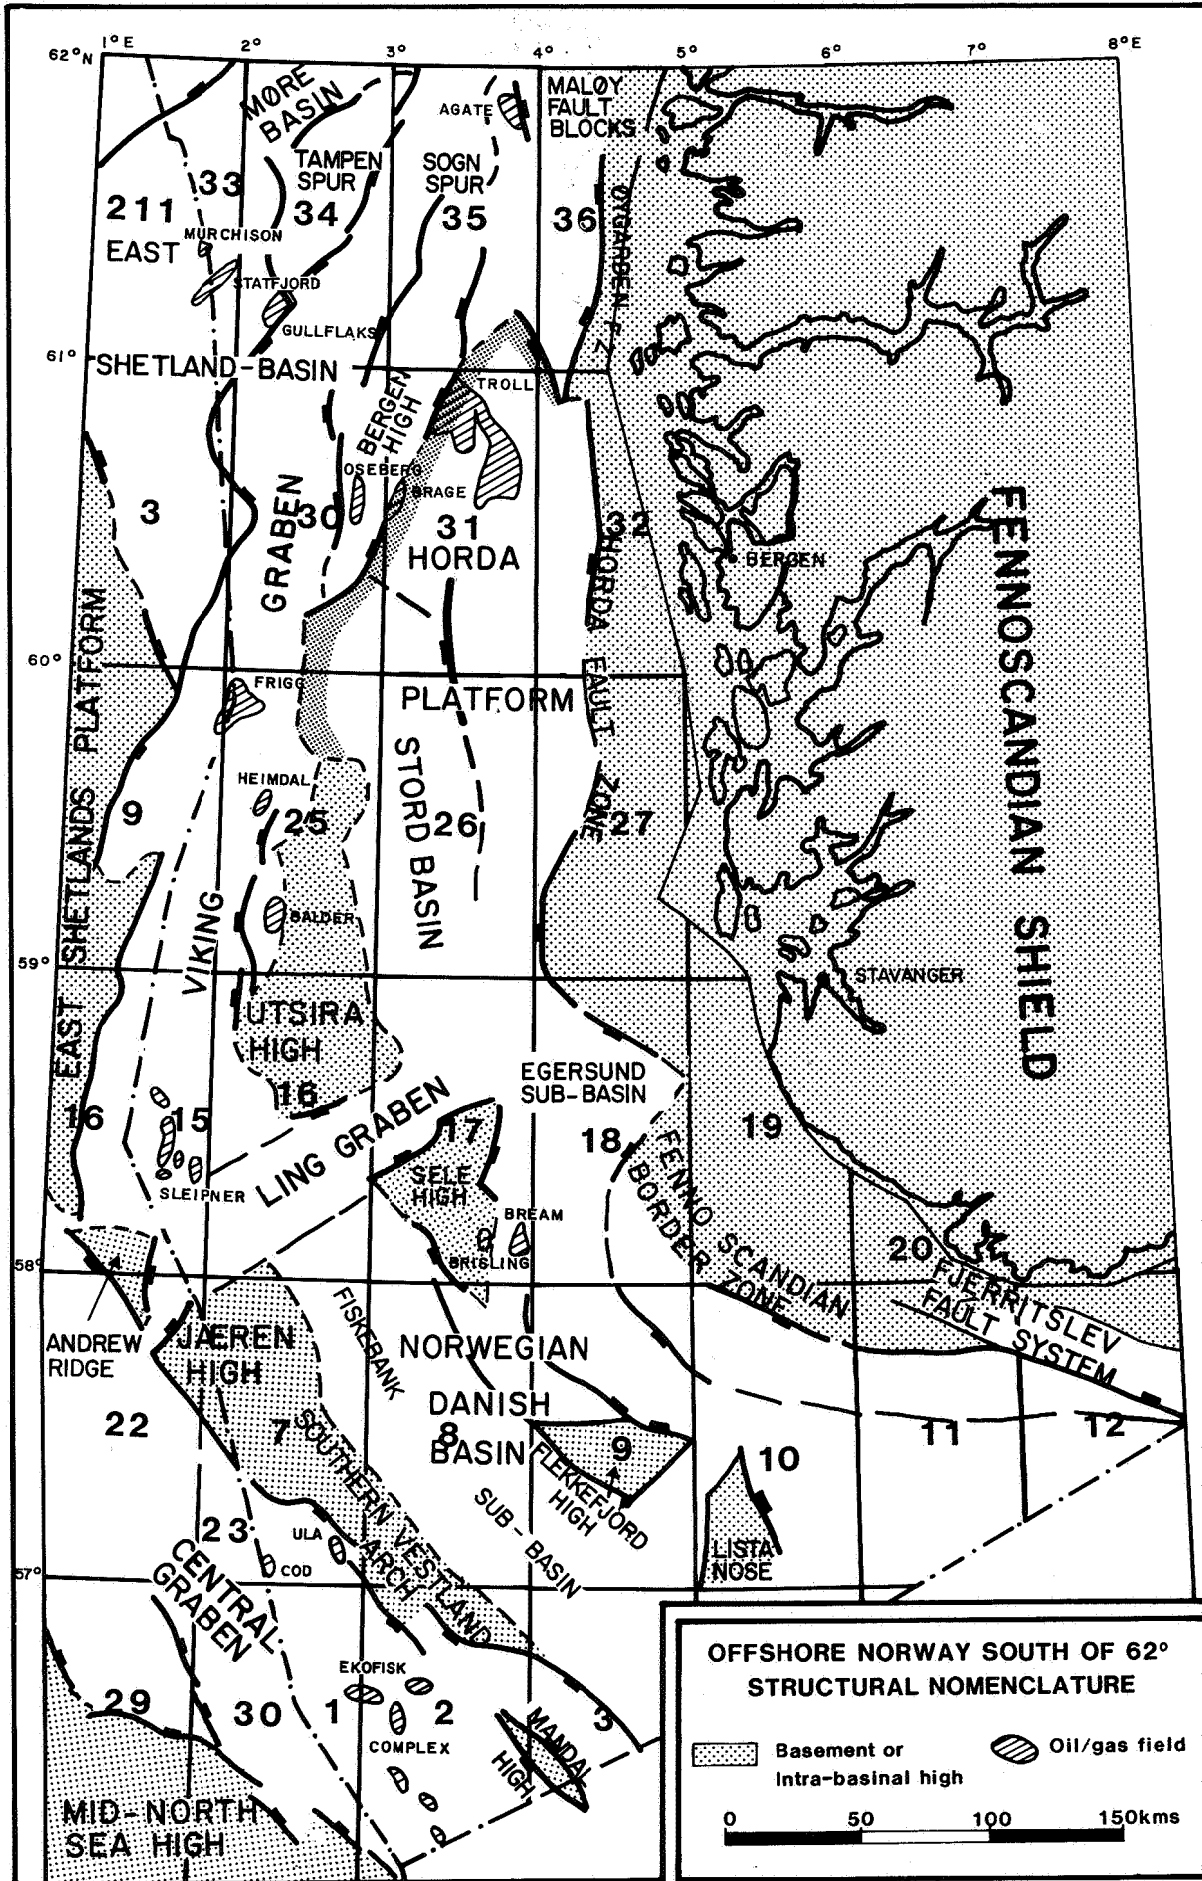 1° E
2°
3°
4°
5°
6°
7°
8°E
62°N
MØRE
BASIN
AGATE
MALØY
FAULT
BLOCKS
TAMPEN
SPUR
SOGN
SPUR
33
34
35
36
211
EAST
MURCHISON
STATFJORD
GULLFLAKS
ØYGARDEN F. Z.
61°
SHETLAND-BASIN
TROLL
BERGEN
HIGH
OSEBERG
BRAGE
3
30
31
32
GRABEN
HORDA
BERGEN
HORDA FAULT ZONE
FENNOSCANDIAN SHIELD
60°
FRIGG
PLATFORM
EAST SHETLANDS PLATFORM
HEIMDAL
9
25
STORD BASIN
26
27
BALDER
VIKING
59°
STAVANGER
UTSIRA
HIGH
EGERSUND
SUB-BASIN
16
15
16
LING GRABEN
17
18
19
SLEIPNER
SELE
HIGH
BREAM
BRISLING
FENNO SCANDIAN
BORDER ZONE
20
58°
FJERRITSLEV
FAULT SYSTEM
ANDREW
RIDGE
JÆREN
HIGH
FISKEBANK
NORWEGIAN
DANISH
BASIN
22
7
8
9
10
11
12
SOUTHERN VESTLAND
ARCH
FLEKKEFJORD
HIGH
SUB-BASIN
23
ULA
COD
LISTA
NOSE
57°
CENTRAL
GRABEN
EKOFISK
29
30
1
2
3
COMPLEX
MANDAL
HIGH
MID-NORTH
SEA HIGH
OFFSHORE NORWAY SOUTH OF 62°
STRUCTURAL NOMENCLATURE
Basement or
Intra-basinal high
Oil/gas field
0
50
100
150kms